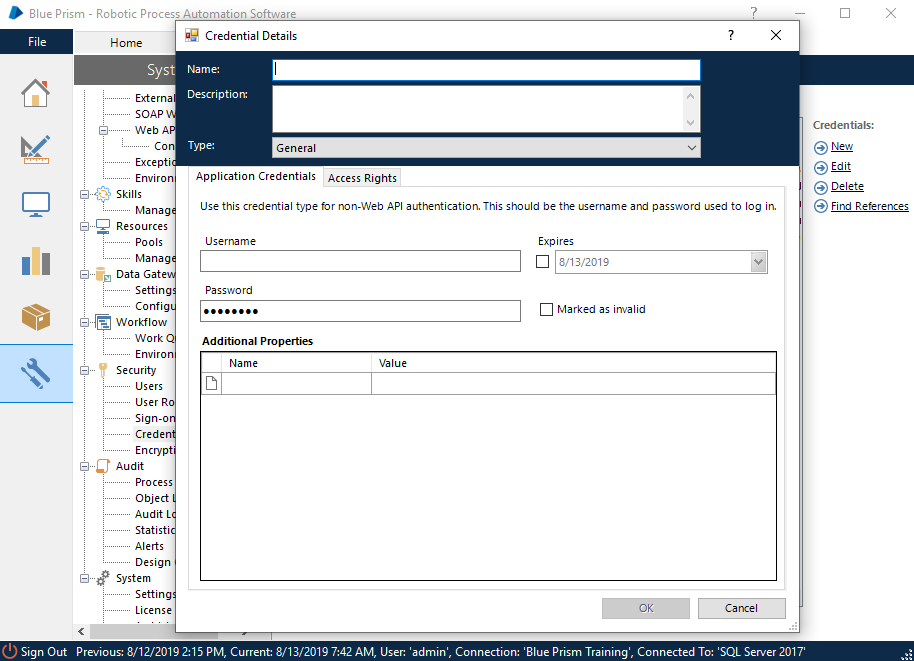 Blue Prism - Robotic Process Automation Software
?
File
Home
Syst
External
SOAP W
Web AP
Con
Exceptio
Environ
Skills
Manage
Resources
Pools
Manage
Data Gatew
Settings
Configu
Workflow
Work Qu
Environ
Security
Users
User Ro
Sign-on
Credent
Encrypti
Audit
Process
Object L
Audit Lo
Statistic
Alerts
Design
System
Settings
License
Credential Details
?
Name:
Description:
Type:
General
Application Credentials
Access Rights
Use this credential type for non-Web API authentication. This should be the username and password used to log in.
Username
Expires
8/13/2019
Password
●●●●●●●●
Marked as invalid
Additional Properties
Name Value
OK
Cancel
Credentials:
New
Edit
Delete
Find References
Sign Out Previous: 8/12/2019 2:15 PM, Current: 8/13/2019 7:42 AM, User: 'admin', Connection: 'Blue Prism Training', Connected To: 'SQL Server 2017'